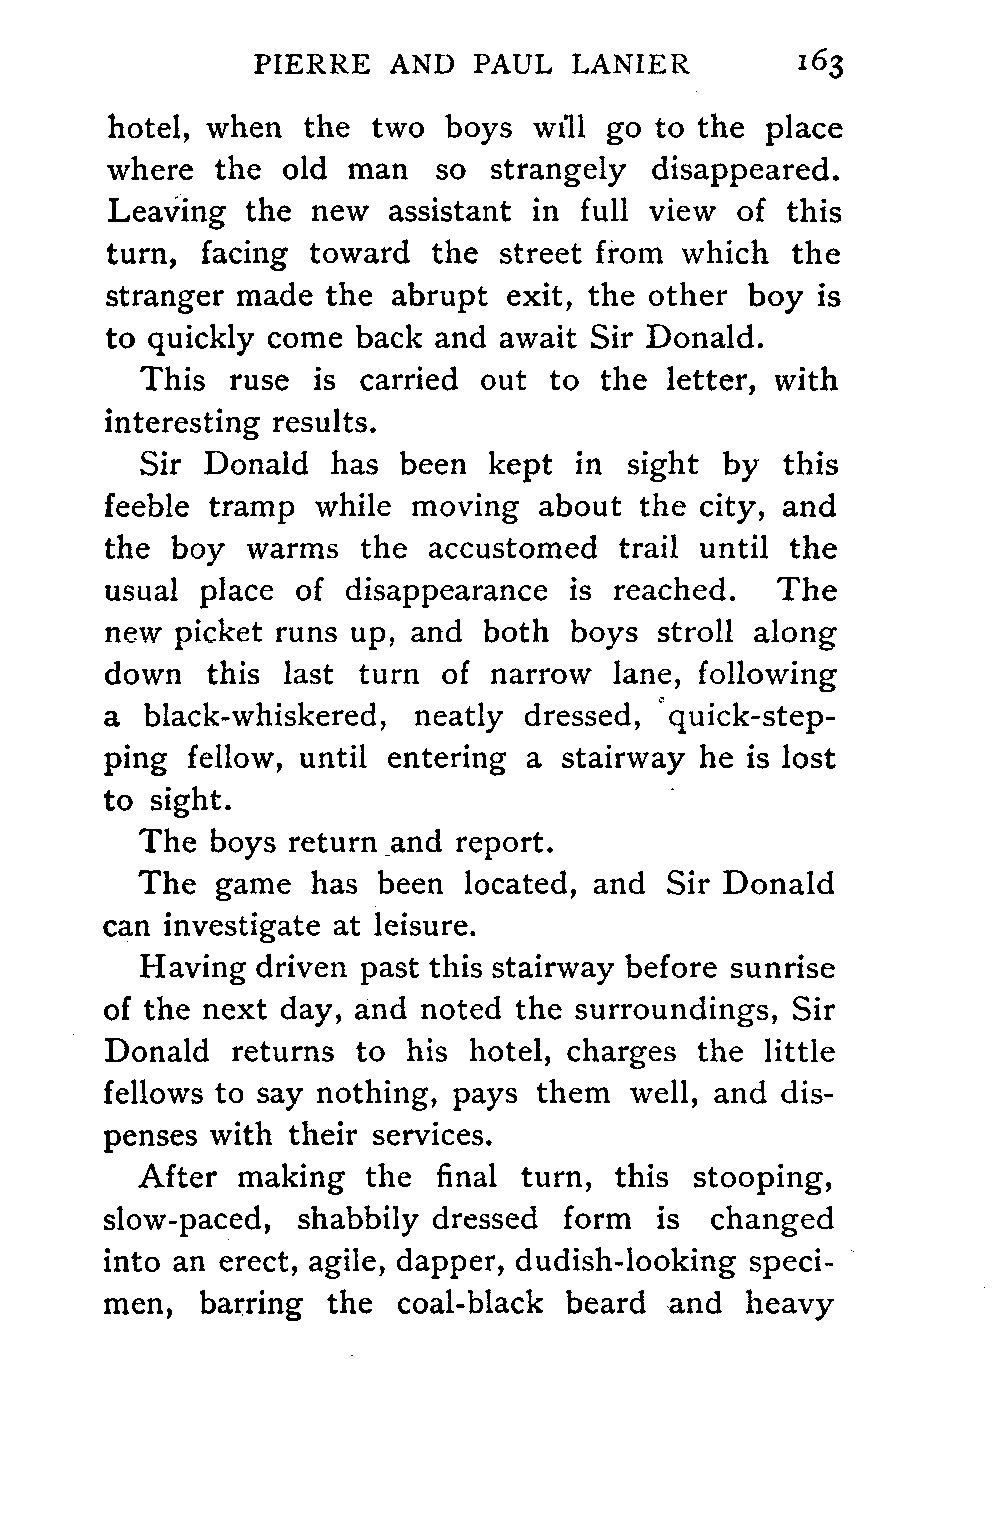 PIERRE AND PAUL LANIER 163
hotel, when the two boys will go to the place
where the old man so strangely disappeared.
Leaving the new assistant in full view of this
turn, facing toward the street from which the
stranger made the abrupt exit, the other boy is
to quickly come back and await Sir Donald.
This ruse is carried out to the letter, with
interesting results.
Sir Donald has been kept in sight by this
feeble tramp while moving about the city, and
the boy warms the accustomed trail until the
usual place of disappearance is reached. The
new picket runs up, and both boys stroll along
down this last turn of narrow lane, following
a black-whiskered, neatly dressed, quick-step-
ping fellow, until entering a stairway he is lost
to sight.
The boys return and report.
The game has been located, and Sir Donald
can investigate at leisure.
Having driven past this stairway before sunrise
of the next day, and noted the surroundings, Sir
Donald returns to his hotel, charges the little
fellows to say nothing, pays them well, and dis-
penses with their services.
After making the final turn, this stooping,
slow-paced, shabbily dressed form is changed
into an erect, agile, dapper, dudish-looking speci-
men, barring the coal-black beard and heavy